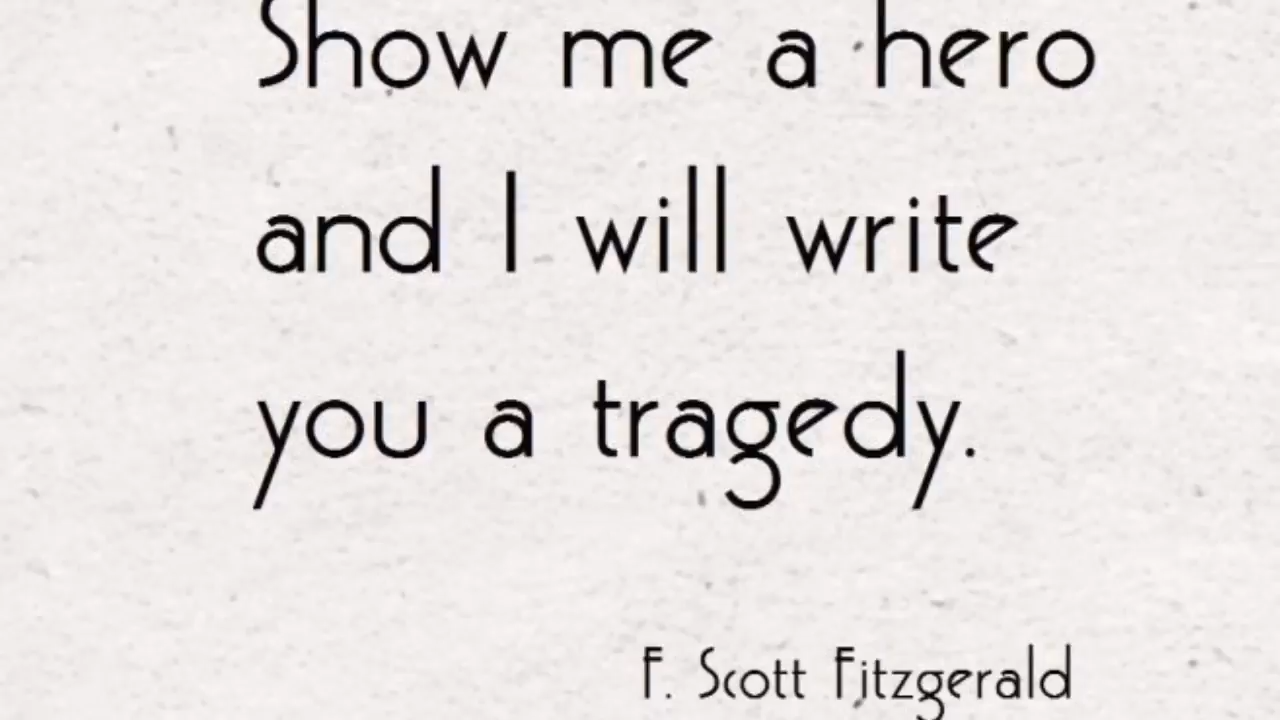 Show me a hero
and I will write
you a tragedy.
F. Scott Fitzgerald